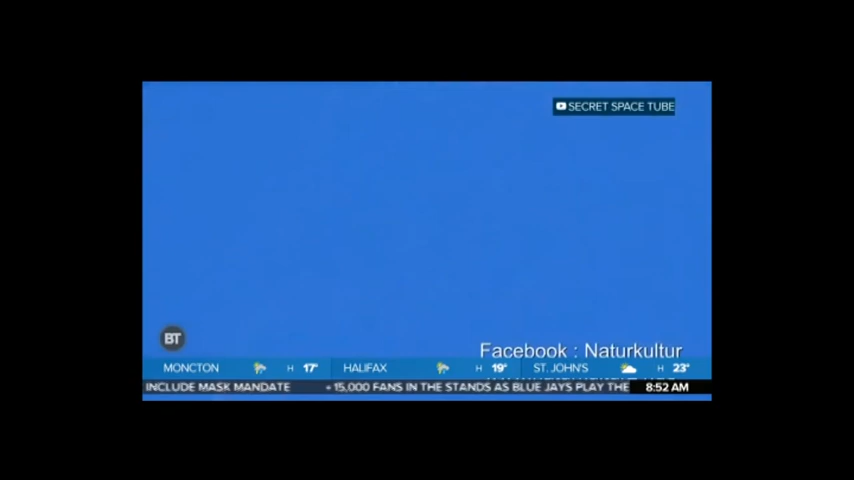 SECRET SPACE TUBE
BT
Facebook : Naturkultur
MONCTON H 17° HALIFAX H 19° ST. JOHN'S H 23°
INCLUDE MASK MANDATE • 15,000 FANS IN THE STANDS AS BLUE JAYS PLAY THE 8:52 AM